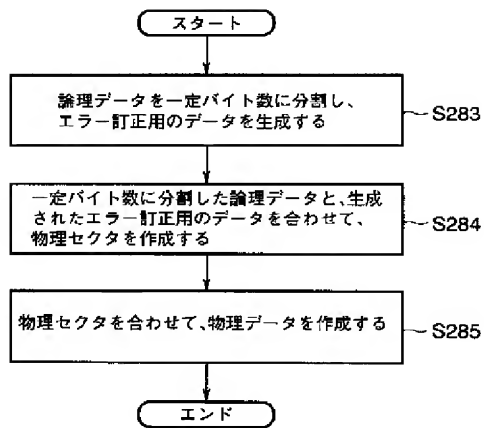 スタート
論理データを一定バイト数に分割し、
エラー訂正用のデータを生成する
S283
一定バイト数に分割した論理データと、生成
されたエラー訂正用のデータを合わせて、
物理セクタを作成する
S284
物理セクタを合わせて、物理データを作成する
S285
エンド